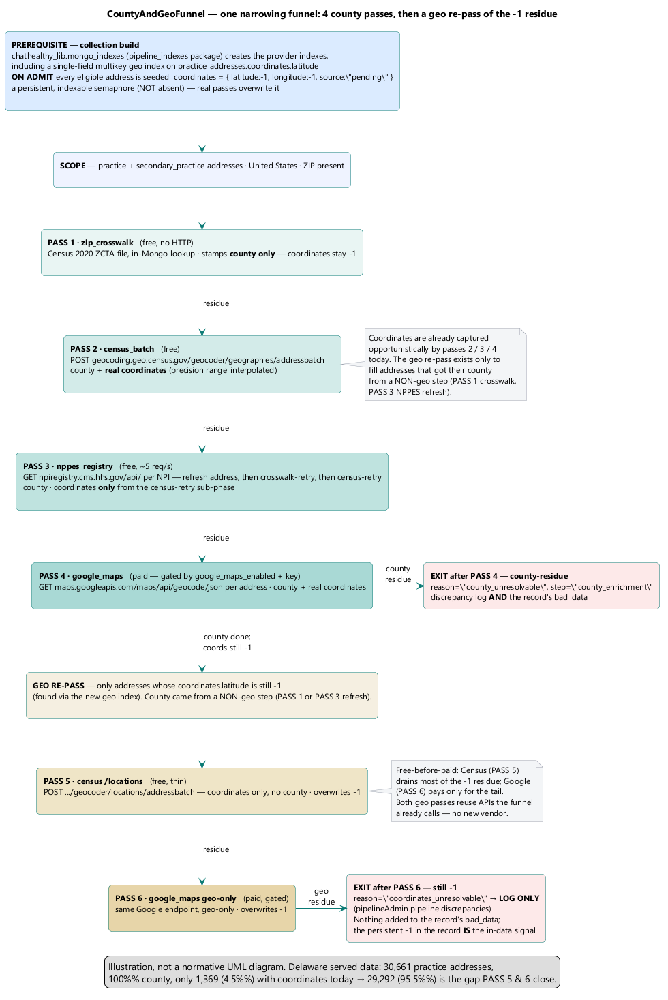 CountyAndGeoFunnel — one narrowing funnel: 4 county passes, then a geo re-pass of the -1 residue
PREREQUISITE — collection build
chathealthy_lib.mongo_indexes (pipeline_indexes package) creates the provider indexes,
including a single-field multikey geo index on practice_addresses.coordinates.latitude
ON ADMIT every eligible address is seeded  coordinates = { latitude:-1, longitude:-1, source:\"pending\" }
a persistent, indexable semaphore (NOT absent) — real passes overwrite it
SCOPE — practice + secondary_practice addresses · United States · ZIP present
PASS 1 · zip_crosswalk   (free, no HTTP)
Census 2020 ZCTA file, in-Mongo lookup · stamps county only — coordinates stay -1
residue
PASS 2 · census_batch   (free)
POST geocoding.geo.census.gov/geocoder/geographies/addressbatch
county + real coordinates (precision range_interpolated)
Coordinates are already captured
opportunistically by passes 2 / 3 / 4
today. The geo re-pass exists only to
fill addresses that got their county
from a NON-geo step (PASS 1 crosswalk,
PASS 3 NPPES refresh).
residue
PASS 3 · nppes_registry   (free, ~5 req/s)
GET npiregistry.cms.hhs.gov/api/ per NPI — refresh address, then crosswalk-retry, then census-retry
county · coordinates only from the census-retry sub-phase
residue
PASS 4 · google_maps   (paid — gated by google_maps_enabled + key)
GET maps.googleapis.com/maps/api/geocode/json per address · county + real coordinates
county
residue
EXIT after PASS 4 — county-residue
reason=\"county_unresolvable\", step=\"county_enrichment\"
discrepancy log AND the record's bad_data
county done;
coords still -1
GEO RE-PASS — only addresses whose coordinates.latitude is still -1
(found via the new geo index). County came from a NON-geo step (PASS 1 or PASS 3 refresh).
PASS 5 · census /locations   (free, thin)
POST .../geocoder/locations/addressbatch — coordinates only, no county · overwrites -1
Free-before-paid: Census (PASS 5)
drains most of the -1 residue; Google
(PASS 6) pays only for the tail.
Both geo passes reuse APIs the funnel
already calls — no new vendor.
residue
PASS 6 · google_maps geo-only   (paid, gated)
same Google endpoint, geo-only · overwrites -1
geo
residue
EXIT after PASS 6 — still -1
reason=\"coordinates_unresolvable\" → LOG ONLY
(pipelineAdmin.pipeline.discrepancies)
Nothing added to the record's bad_data;
the persistent -1 in the record IS the in-data signal
Illustration, not a normative UML diagram. Delaware served data: 30,661 practice addresses,
100%% county, only 1,369 (4.5%%) with coordinates today → 29,292 (95.5%%) is the gap PASS 5 & 6 close.